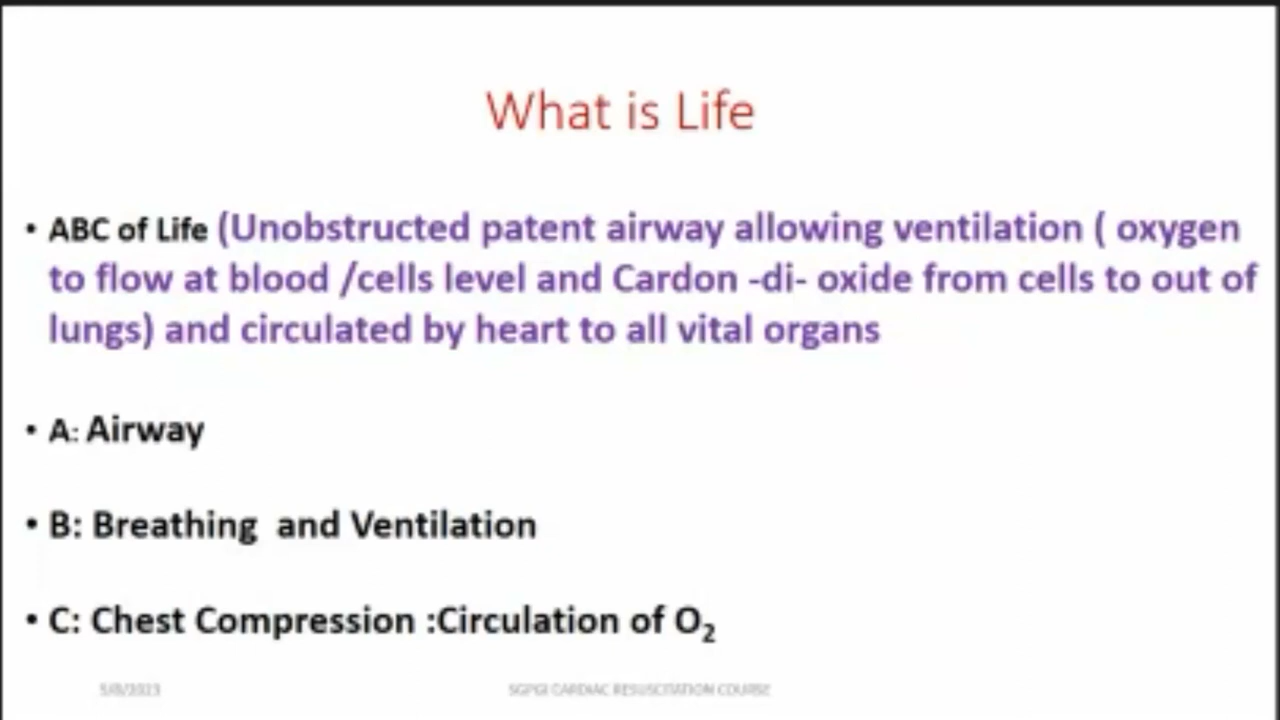 What is Life
• ABC of Life (Unobstructed patent airway allowing ventilation ( oxygen
to flow at blood /cells level and Cardon -di- oxide from cells to out of
lungs) and circulated by heart to all vital organs
• A: Airway
• B: Breathing and Ventilation
• C: Chest Compression :Circulation of O₂
SGPGI CARDIAC RESUSCITATION COURSE